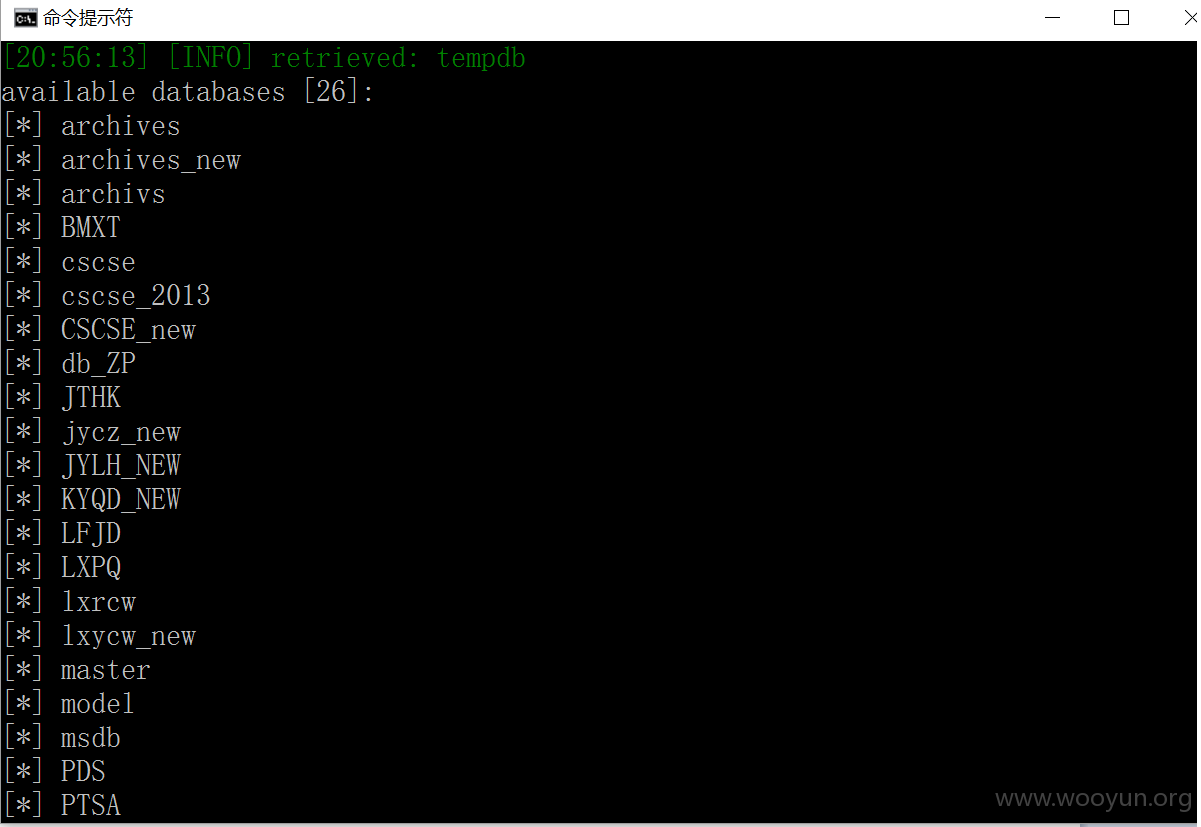 命令提示符
[20:56:13] [INFO] retrieved: tempdb
available databases [26]:
[*] archives
[*] archives_new
[*] archivs
[*] BMXT
[*] cscse
[*] cscse_2013
[*] CSCSE_new
[*] db_ZP
[*] JTHK
[*] jycz_new
[*] JYLH_NEW
[*] KYQD_NEW
[*] LFJD
[*] LXPQ
[*] lxrcw
[*] lxycw_new
[*] master
[*] model
[*] msdb
[*] PDS
[*] PTSA
www.wooyun.org